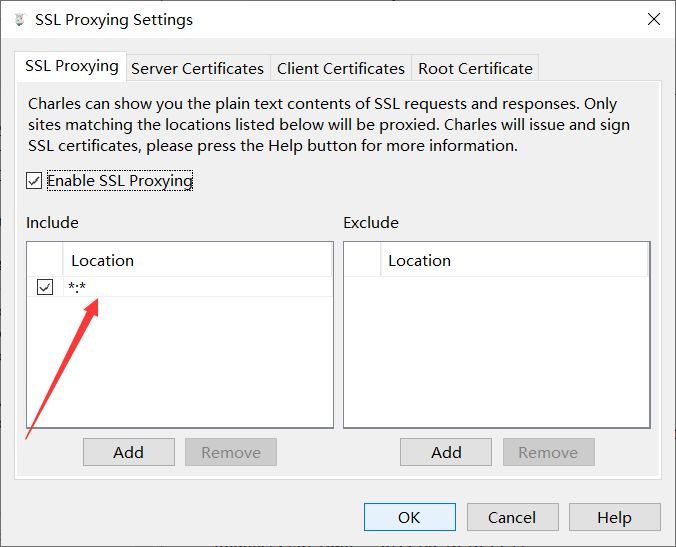 SSL Proxying Settings
SSL Proxying
Server Certificates
Client Certificates
Root Certificate
Charles can show you the plain text contents of SSL requests and responses. Only
sites matching the locations listed below will be proxied. Charles will issue and sign
SSL certificates, please press the Help button for more information.
Enable SSL Proxying
Include
Exclude
Location
Location
*:*
Add
Remove
Add
Remove
OK
Cancel
Help